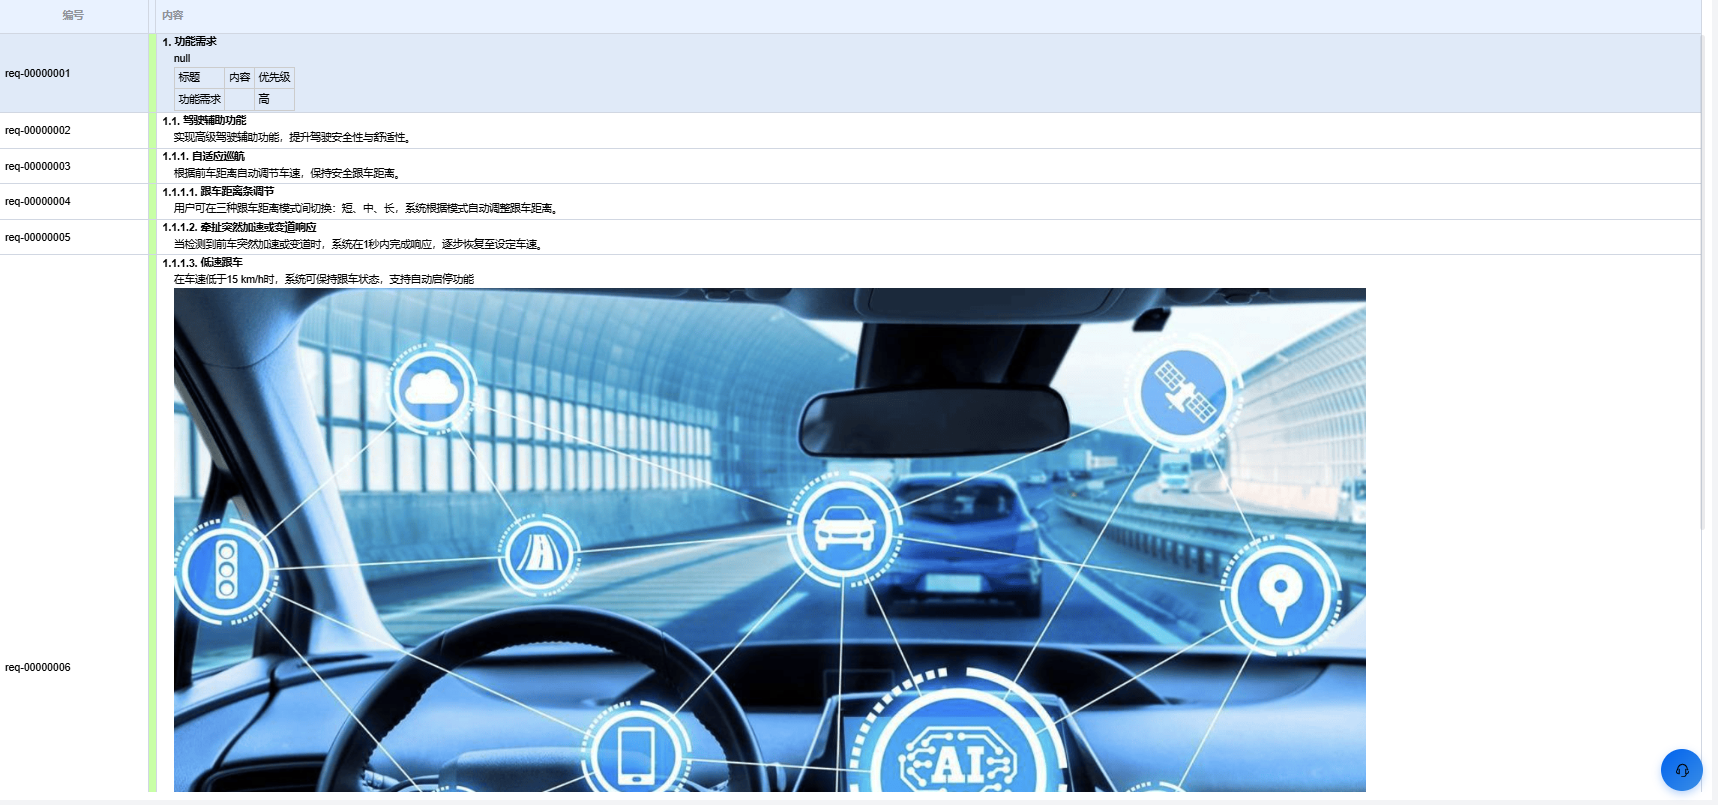 编号 内容
req-00000001
1. 功能需求
null
标题 内容 优先级
功能需求 高
req-00000002
1.1. 驾驶辅助功能
实现高级驾驶辅助功能，提升驾驶安全性与舒适性。
req-00000003
1.1.1. 自适应巡航
根据前车距离自动调节车速，保持安全跟车距离。
req-00000004
1.1.1.1. 跟车距离条调节
用户可在三种跟车距离模式间切换：短、中、长，系统根据模式自动调整跟车距离。
req-00000005
1.1.1.2. 牵扯突然加速或变道响应
当检测到前车突然加速或变道时，系统在1秒内完成响应，逐步恢复至设定车速。
req-00000006
1.1.1.3. 低速跟车
在车速低于15 km/h时，系统可保持跟车状态，支持自动启停功能
AI